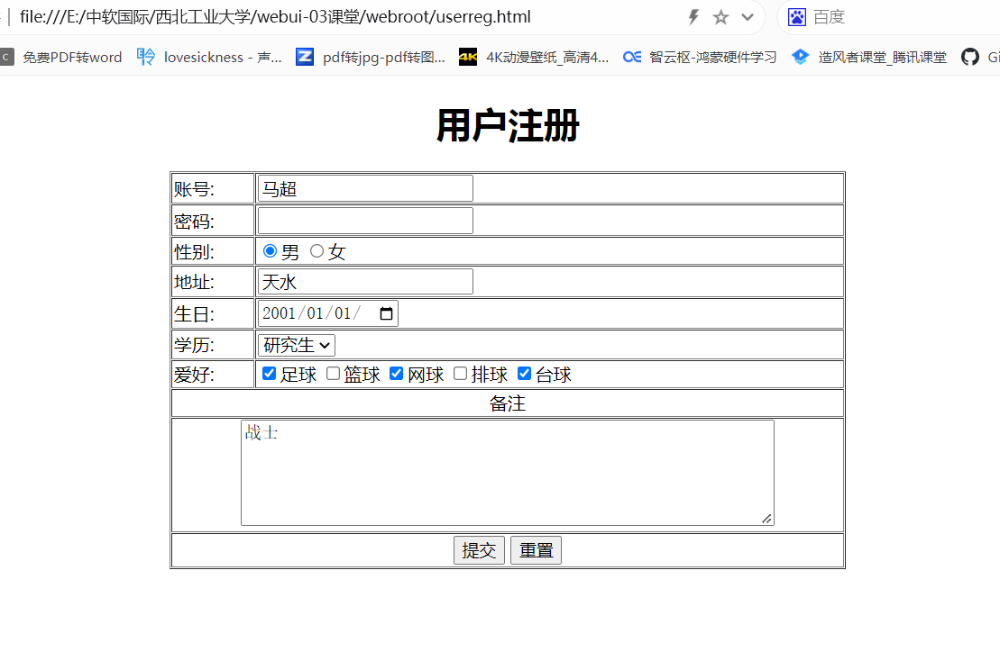 file:///E:/中软国际/西北工业大学/webui-03课堂/webroot/userreg.html 百度
C 免费PDF转word 聆 lovesickness - 声... Z pdf转jpg-pdf转图... 4K 4K动漫壁纸_高清4... 智云枢-鸿蒙硬件学习 造风者课堂_腾讯课堂 Gi
用户注册
账号: 马超
密码:
性别: 男 女
地址: 天水
生日: 2001/01/01/
学历: 研究生
爱好: 足球 篮球 网球 排球 台球
备注
战士
提交 重置